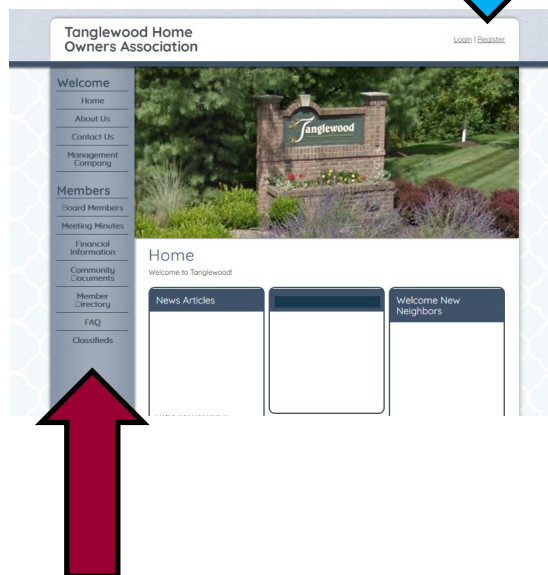 Tanglewood Home
Owners Association
Login | Register
Welcome
Home
About Us
Contact Us
Management
Company
Members
Board Members
Meeting Minutes
Financial
Information
Community
Documents
Member
Directory
FAQ
Classifieds
Tanglewood
Home
Welcome to Tanglewood!
News Articles
Welcome New
Neighbors